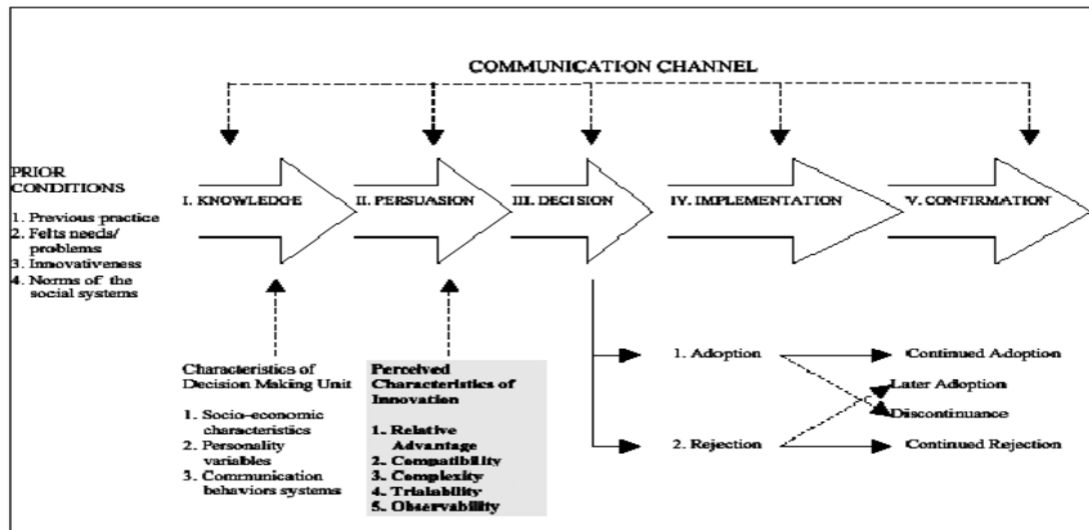 COMMUNICATION CHANNEL
PRIOR
CONDITIONS
1. Previous practice
2. Felts needs/
problems
3. Innovativeness
4. Norms of the
social systems
I. KNOWLEDGE
II. PERSUASION
III. DECISION
IV. IMPLEMENTATION
V. CONFIRMATION
Characteristics of
Decision Making Unit
1. Socio-economic
characteristics
2. Personality
variables
3. Communication
behaviors systems
Perceived
Characteristics of
Innovation
1. Relative
Advantage
2. Compatibility
3. Complexity
4. Trialability
5. Observability
1. Adoption
2. Rejection
Continued Adoption
Later Adoption
Discontinuance
Continued Rejection